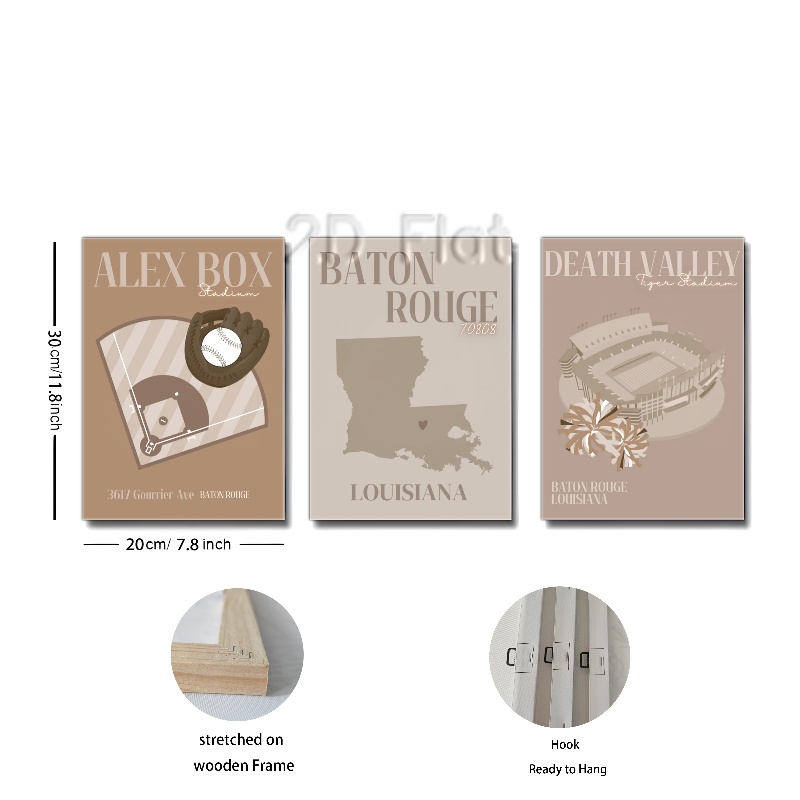 2D Flat
ALEX BOX
Stadium
3617 Gourrier Ave BATON ROUGE
BATON
ROUGE
70808
LOUISIANA
DEATH VALLEY
Tiger Stadium
BATON ROUGE
LOUISIANA
30cm/11.8inch
20cm/ 7.8 inch
stretched on
wooden Frame
Hook
Ready to Hang